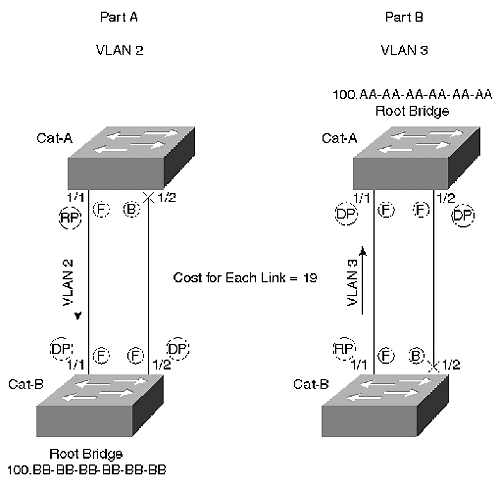 Part A
Part B
VLAN 2
VLAN 3
100.AA-AA-AA-AA-AA-AA
Root Bridge
Cat-A
Cat-A
1/1
1/2
1/1
1/2
RP
F
B
DP
F
F
DP
VLAN 2
Cost for Each Link = 19
VLAN 3
DP
F
F
DP
RP
F
B
1/1
1/2
1/1
1/2
Cat-B
Cat-B
Root Bridge
100.BB-BB-BB-BB-BB-BB